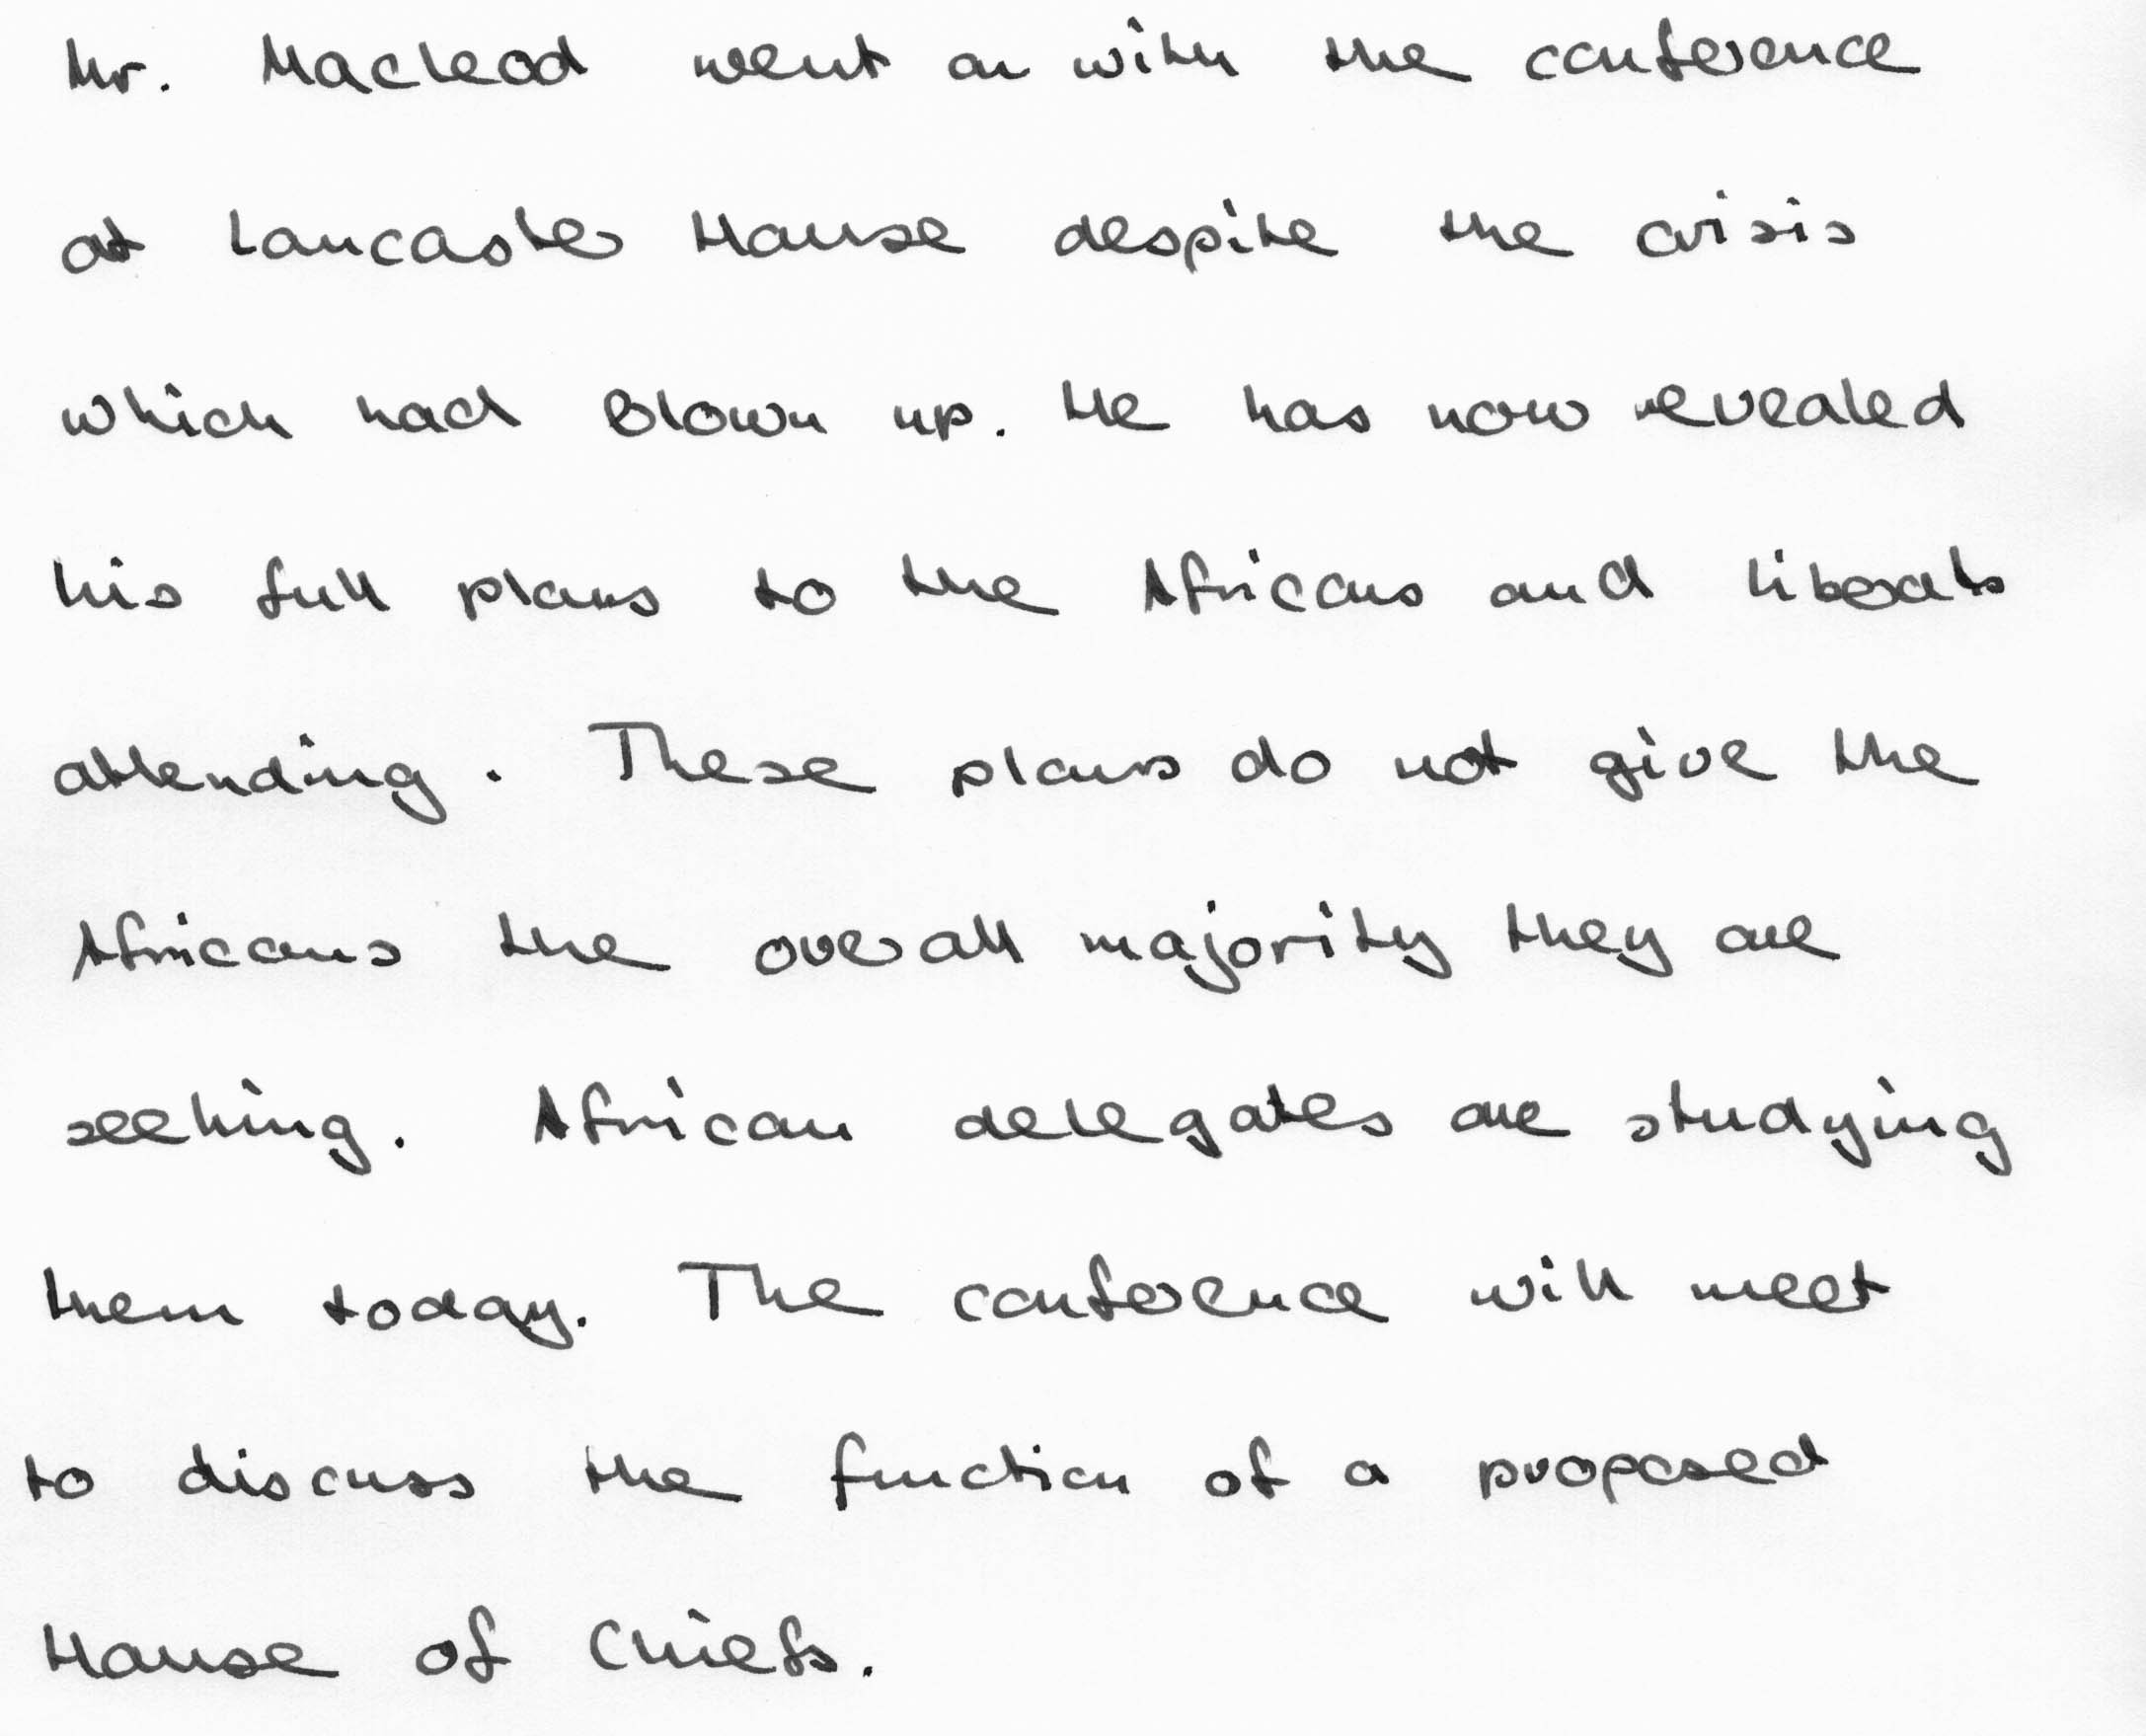 Mr. Macleod went on with the conference
at Lancaster House despite the crisis
which had blown up. He has now revealed
his full plans to the Africans and liberals
attending. These plans do not give the
Africans the overall majority they are
seeking. African delegates are studying
them today. The conference will meet
to discuss the function of a proposed
House of Chiefs.